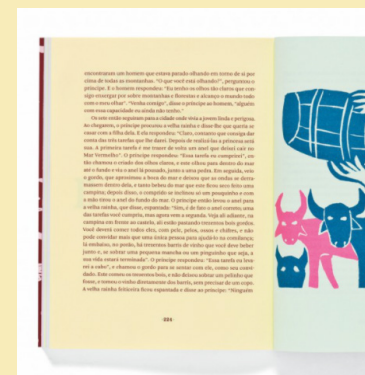 encontraram um homem que estava parado olhando em torno de si por
cima de todas as montanhas. "O que você está olhando?", perguntou o
príncipe. E o homem respondeu: "Eu tenho os olhos tão claros que con-
sigo enxergar por sobre montanhas e florestas e alcanço o mundo todo
com o meu olhar". "Venha comigo", disse o príncipe ao homem, "alguém
com essa capacidade eu ainda não tenho."
Os sete então seguiram para a cidade onde vivia a jovem linda e perigosa.
Ao chegarem, o príncipe procurou a velha rainha e disse-lhe que queria se
casar com a filha dela. E ela respondeu: "Claro, contanto que consiga dar
conta das três tarefas que lhe darei. Depois de realizá-las a princesa será
sua. A primeira tarefa é me trazer de volta um anel que deixei cair no
Mar Vermelho". O príncipe respondeu: "Essa tarefa eu cumprirei", en-
tão chamou o criado dos olhos claros, e este olhou para dentro do mar
até o fundo e viu o anel lá pousado, junto a uma pedra. Em seguida, veio
o gordo, que aproximou a boca do mar e deixou que as ondas se derra-
massem dentro dela, e tanto bebeu do mar que este ficou seco feito uma
campina; depois disso, o comprido se inclinou só um pouquinho e com
a mão tirou o anel do fundo do mar. O príncipe então levou o anel para
a velha rainha, que disse, espantada: "Sim, é de fato o anel correto; uma
das tarefas você cumpriu, mas agora vem a segunda. Veja ali adiante, na
campina em frente ao castelo, ali estão pastando trezentos bois gordos.
Você deverá comer todos eles, com pele, pelos, ossos e chifres, e não
pode convidar mais que uma única pessoa para ajudá-lo na comilança;
lá embaixo, no porão, há trezentos barris de vinho que você deve beber
junto e, se sobrar uma pequena mancha ou um pinguinho que seja, a
sua vida estará terminada". O príncipe respondeu: "Essa tarefa eu leva-
rei a cabo", e chamou o gordo para se sentar com ele, como seu convi-
dado. Este comeu os trezentos bois, e não deixou sobrar um pelinho que
fosse, e tomou o vinho diretamente dos barris, sem precisar de um copo.
A velha rainha feiticeira ficou espantada e disse ao príncipe: "Ninguém